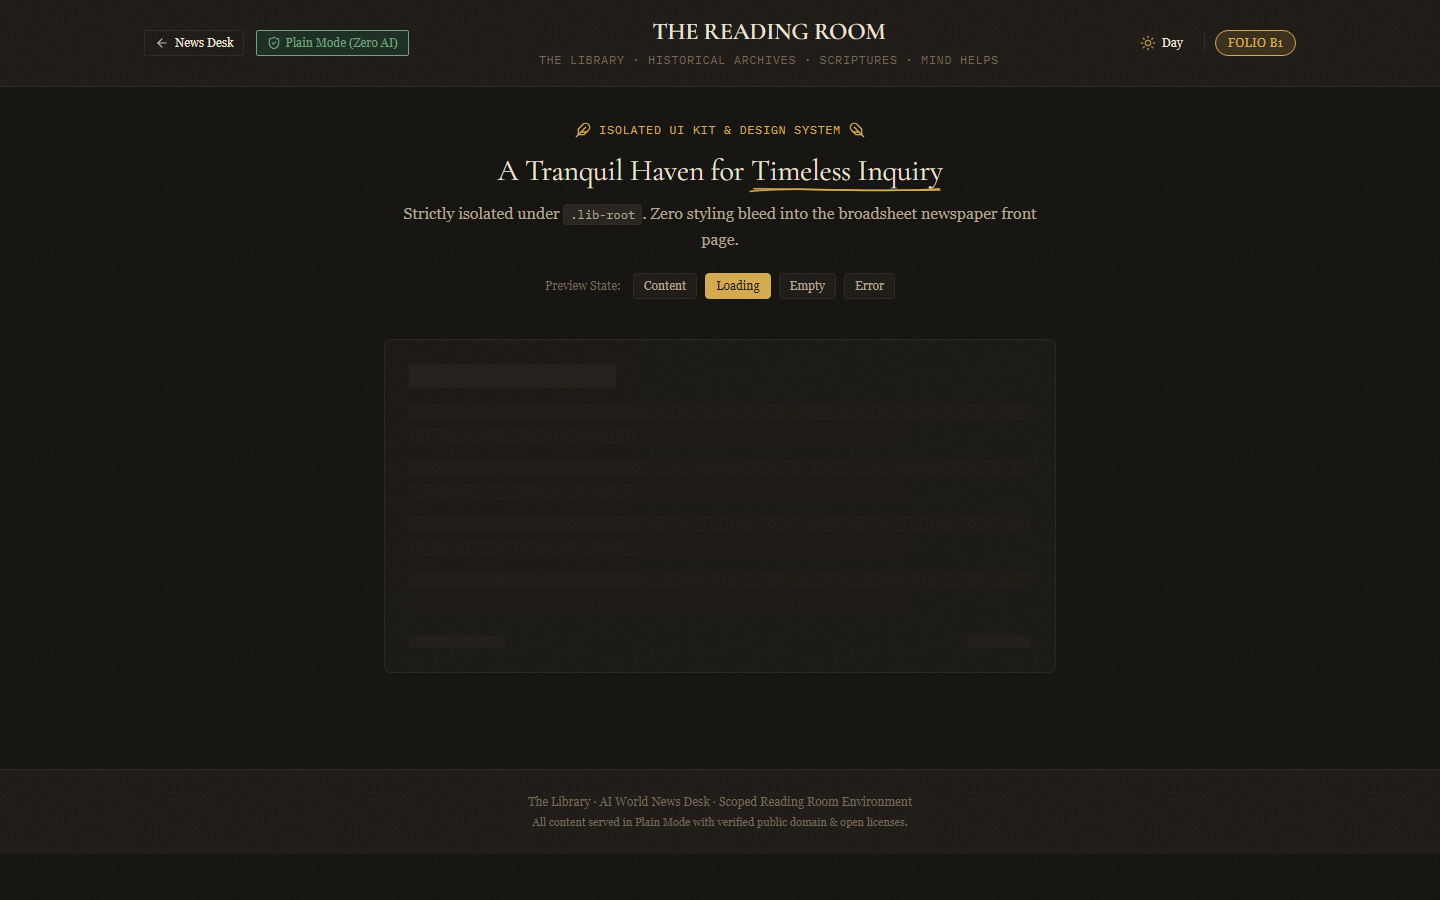 News Desk
Plain Mode (Zero AI)
THE READING ROOM
THE LIBRARY · HISTORICAL ARCHIVES · SCRIPTURES · MIND HELPS
Day
FOLIO B1
ISOLATED UI KIT & DESIGN SYSTEM
A Tranquil Haven for Timeless Inquiry
Strictly isolated under .lib-root. Zero styling bleed into the broadsheet newspaper front
page.
Preview State: Content Loading Empty Error
The Library · AI World News Desk · Scoped Reading Room Environment
All content served in Plain Mode with verified public domain & open licenses.